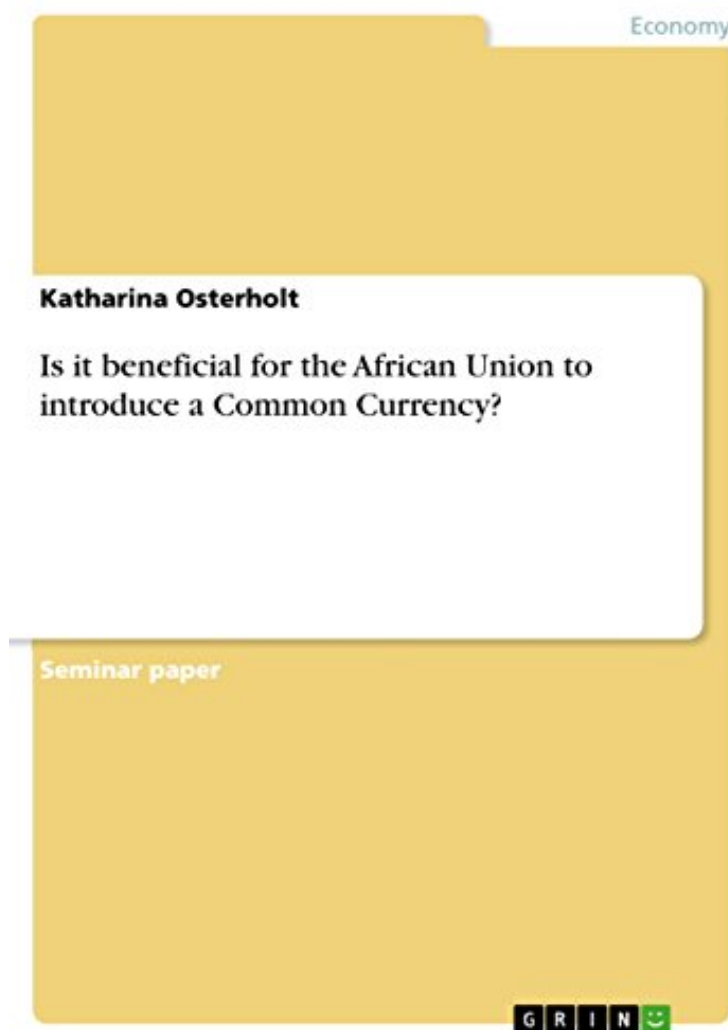 Economy
Katharina Osterholt
Is it beneficial for the African Union to
introduce a Common Currency?
Seminar paper
GRIN